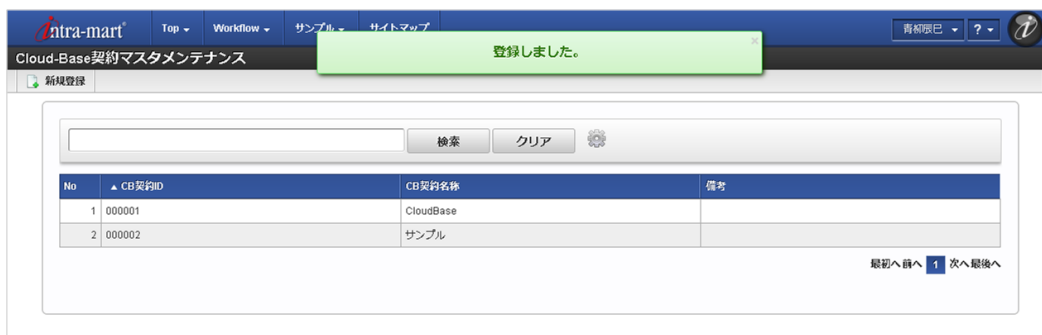 intra-mart Top Workflow サンプル サイトマップ 青柳辰巳 ?
登録しました。 ×
Cloud-Base契約マスタメンテナンス
新規登録
検索 クリア
No ▲ CB契約ID CB契約名称 備考
1 000001 CloudBase
2 000002 サンプル
最初へ 前へ 1 次へ 最後へ